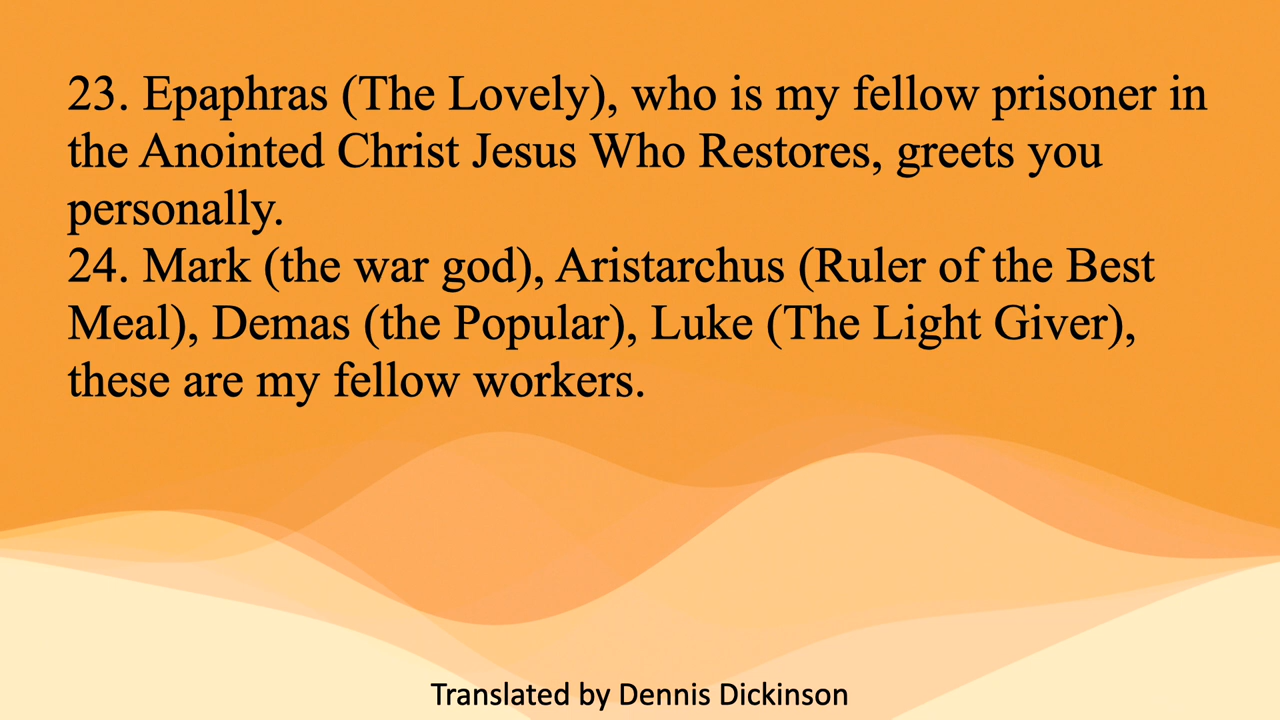 23. Epaphras (The Lovely), who is my fellow prisoner in
the Anointed Christ Jesus Who Restores, greets you
personally.
24. Mark (the war god), Aristarchus (Ruler of the Best
Meal), Demas (the Popular), Luke (The Light Giver),
these are my fellow workers.
Translated by Dennis Dickinson